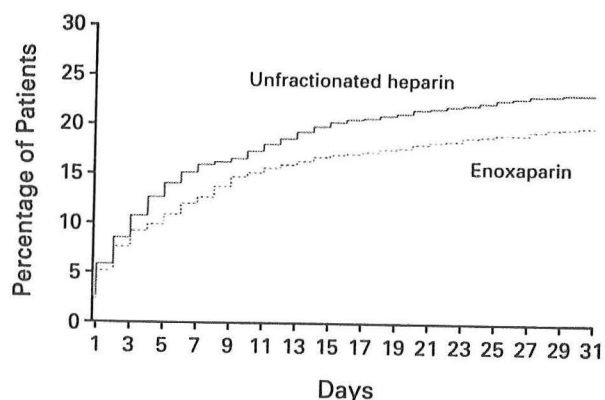 Percentage of Patients
30
25
20
15
10
5
0
Unfractionated heparin
Enoxaparin
1 3 5 7 9 11 13 15 17 19 21 23 25 27 29 31
Days